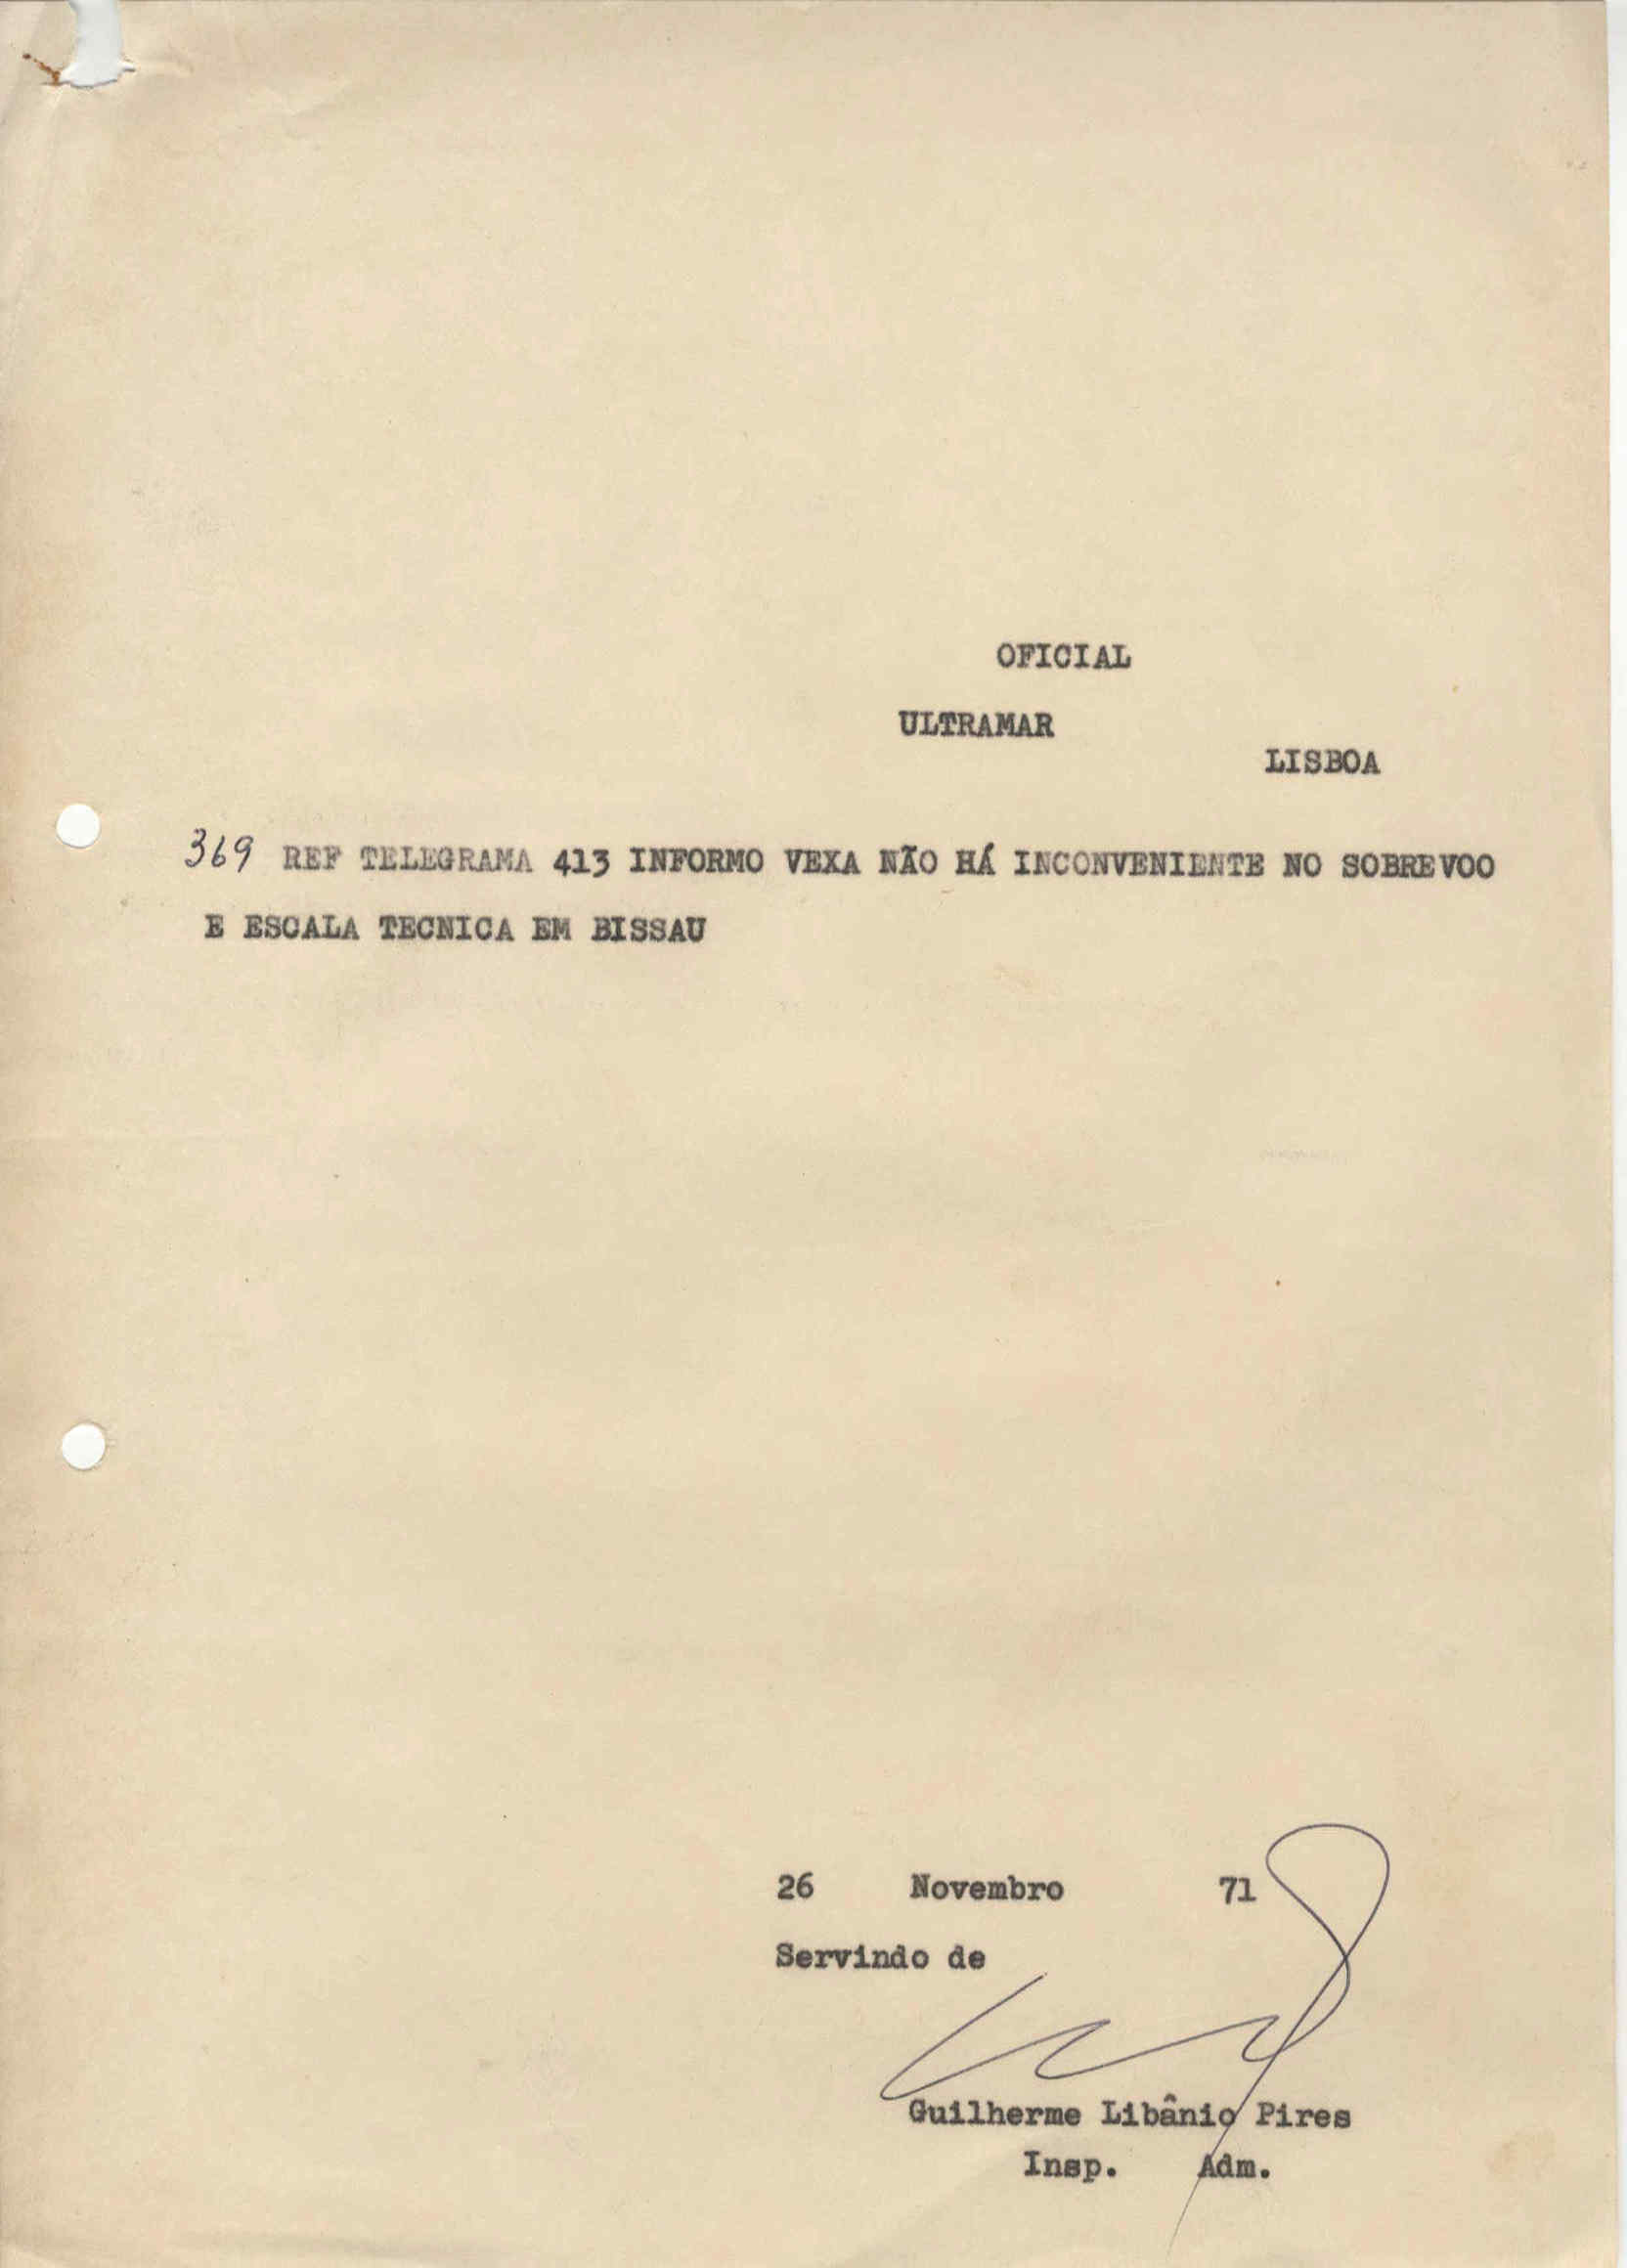 OFICIAL
ULTRAMAR
LISBOA
369 REF TELEGRAMA 413 INFORMO VEXA NÃO HÁ INCONVENIENTE NO SOBREVOO
E ESCALA TECNICA EM BISSAU
26 Novembro 71
Servindo de
Guilherme Libânio Pires
Insp. Adm.